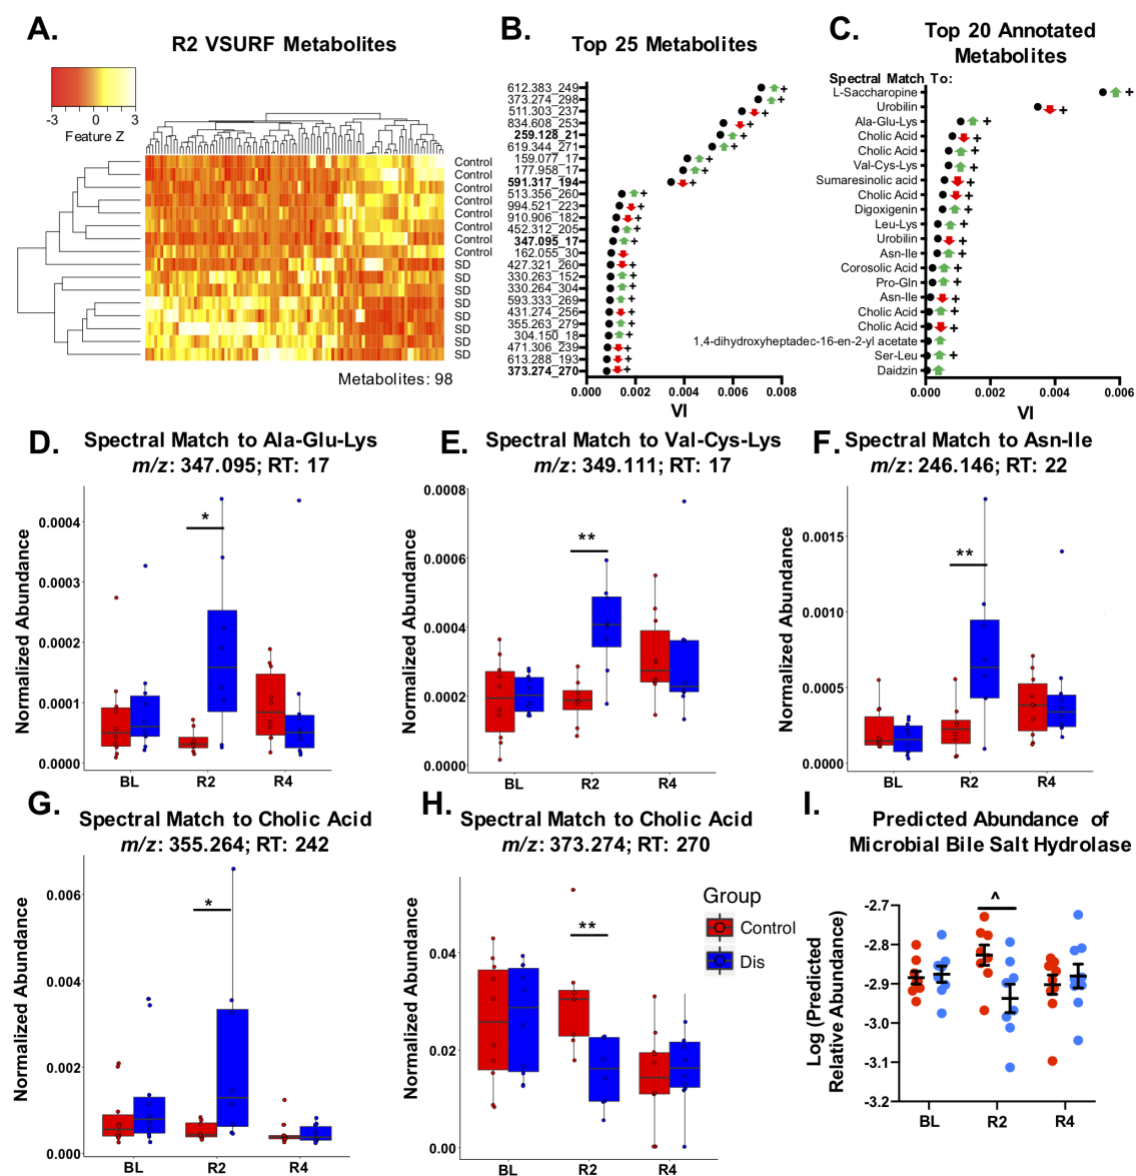 A.
R2 VSURF Metabolites
-3
3
Feature Z
Control
Control
Control
Control
Control
Control
Control
Control
SD
SD
SD
SD
SD
SD
SD
SD
Metabolites: 98
B.
Top 25 Metabolites
612.383_249
373.274_298
511.303_237
834.608_253
259.128_21
619.344_271
159.077_17
177.958_17
591.317_194
513.356_260
994.521_223
910.906_182
452.312_205
347.095_17
162.055_30
427.321_260
330.263_152
330.264_304
593.333_269
431.274_256
355.263_279
304.150_18
471.306_239
613.288_193
373.274_270
0.000
0.002
0.004
0.006
0.008
VI
C.
Top 20 Annotated
Metabolites
Spectral Match To:
L-Saccharopine
Urobilin
Ala-Glu-Lys
Cholic Acid
Cholic Acid
Val-Cys-Lys
Sumaresinolic acid
Cholic Acid
Digoxigenin
Leu-Lys
Urobilin
Asn-Ile
Corosolic Acid
Pro-Gln
Asn-Ile
Cholic Acid
Cholic Acid
1,4-dihydroxyheptadec-16-en-2-yl acetate
Ser-Leu
Daidzin
0.000
0.002
0.004
0.006
VI
D.
Spectral Match to Ala-Glu-Lys
m/z: 347.095; RT: 17
Normalized Abundance
0.0004
0.0003
0.0002
0.0001
0.0000
*
BL
R2
R4
E.
Spectral Match to Val-Cys-Lys
m/z: 349.111; RT: 17
Normalized Abundance
0.0008
0.0006
0.0004
0.0002
0.0000
**
BL
R2
R4
F.
Spectral Match to Asn-Ile
m/z: 246.146; RT: 22
Normalized Abundance
0.0015
0.0010
0.0005
0.0000
**
BL
R2
R4
G.
Spectral Match to Cholic Acid
m/z: 355.264; RT: 242
Normalized Abundance
0.006
0.004
0.002
0.000
*
BL
R2
R4
H.
Spectral Match to Cholic Acid
m/z: 373.274; RT: 270
Normalized Abundance
0.04
0.02
0.00
**
BL
R2
R4
Group
Control
Dis
I.
Predicted Abundance of
Microbial Bile Salt Hydrolase
Log (Predicted
Relative Abundance)
-2.7
-2.8
-2.9
-3.0
-3.1
-3.2
^
BL
R2
R4